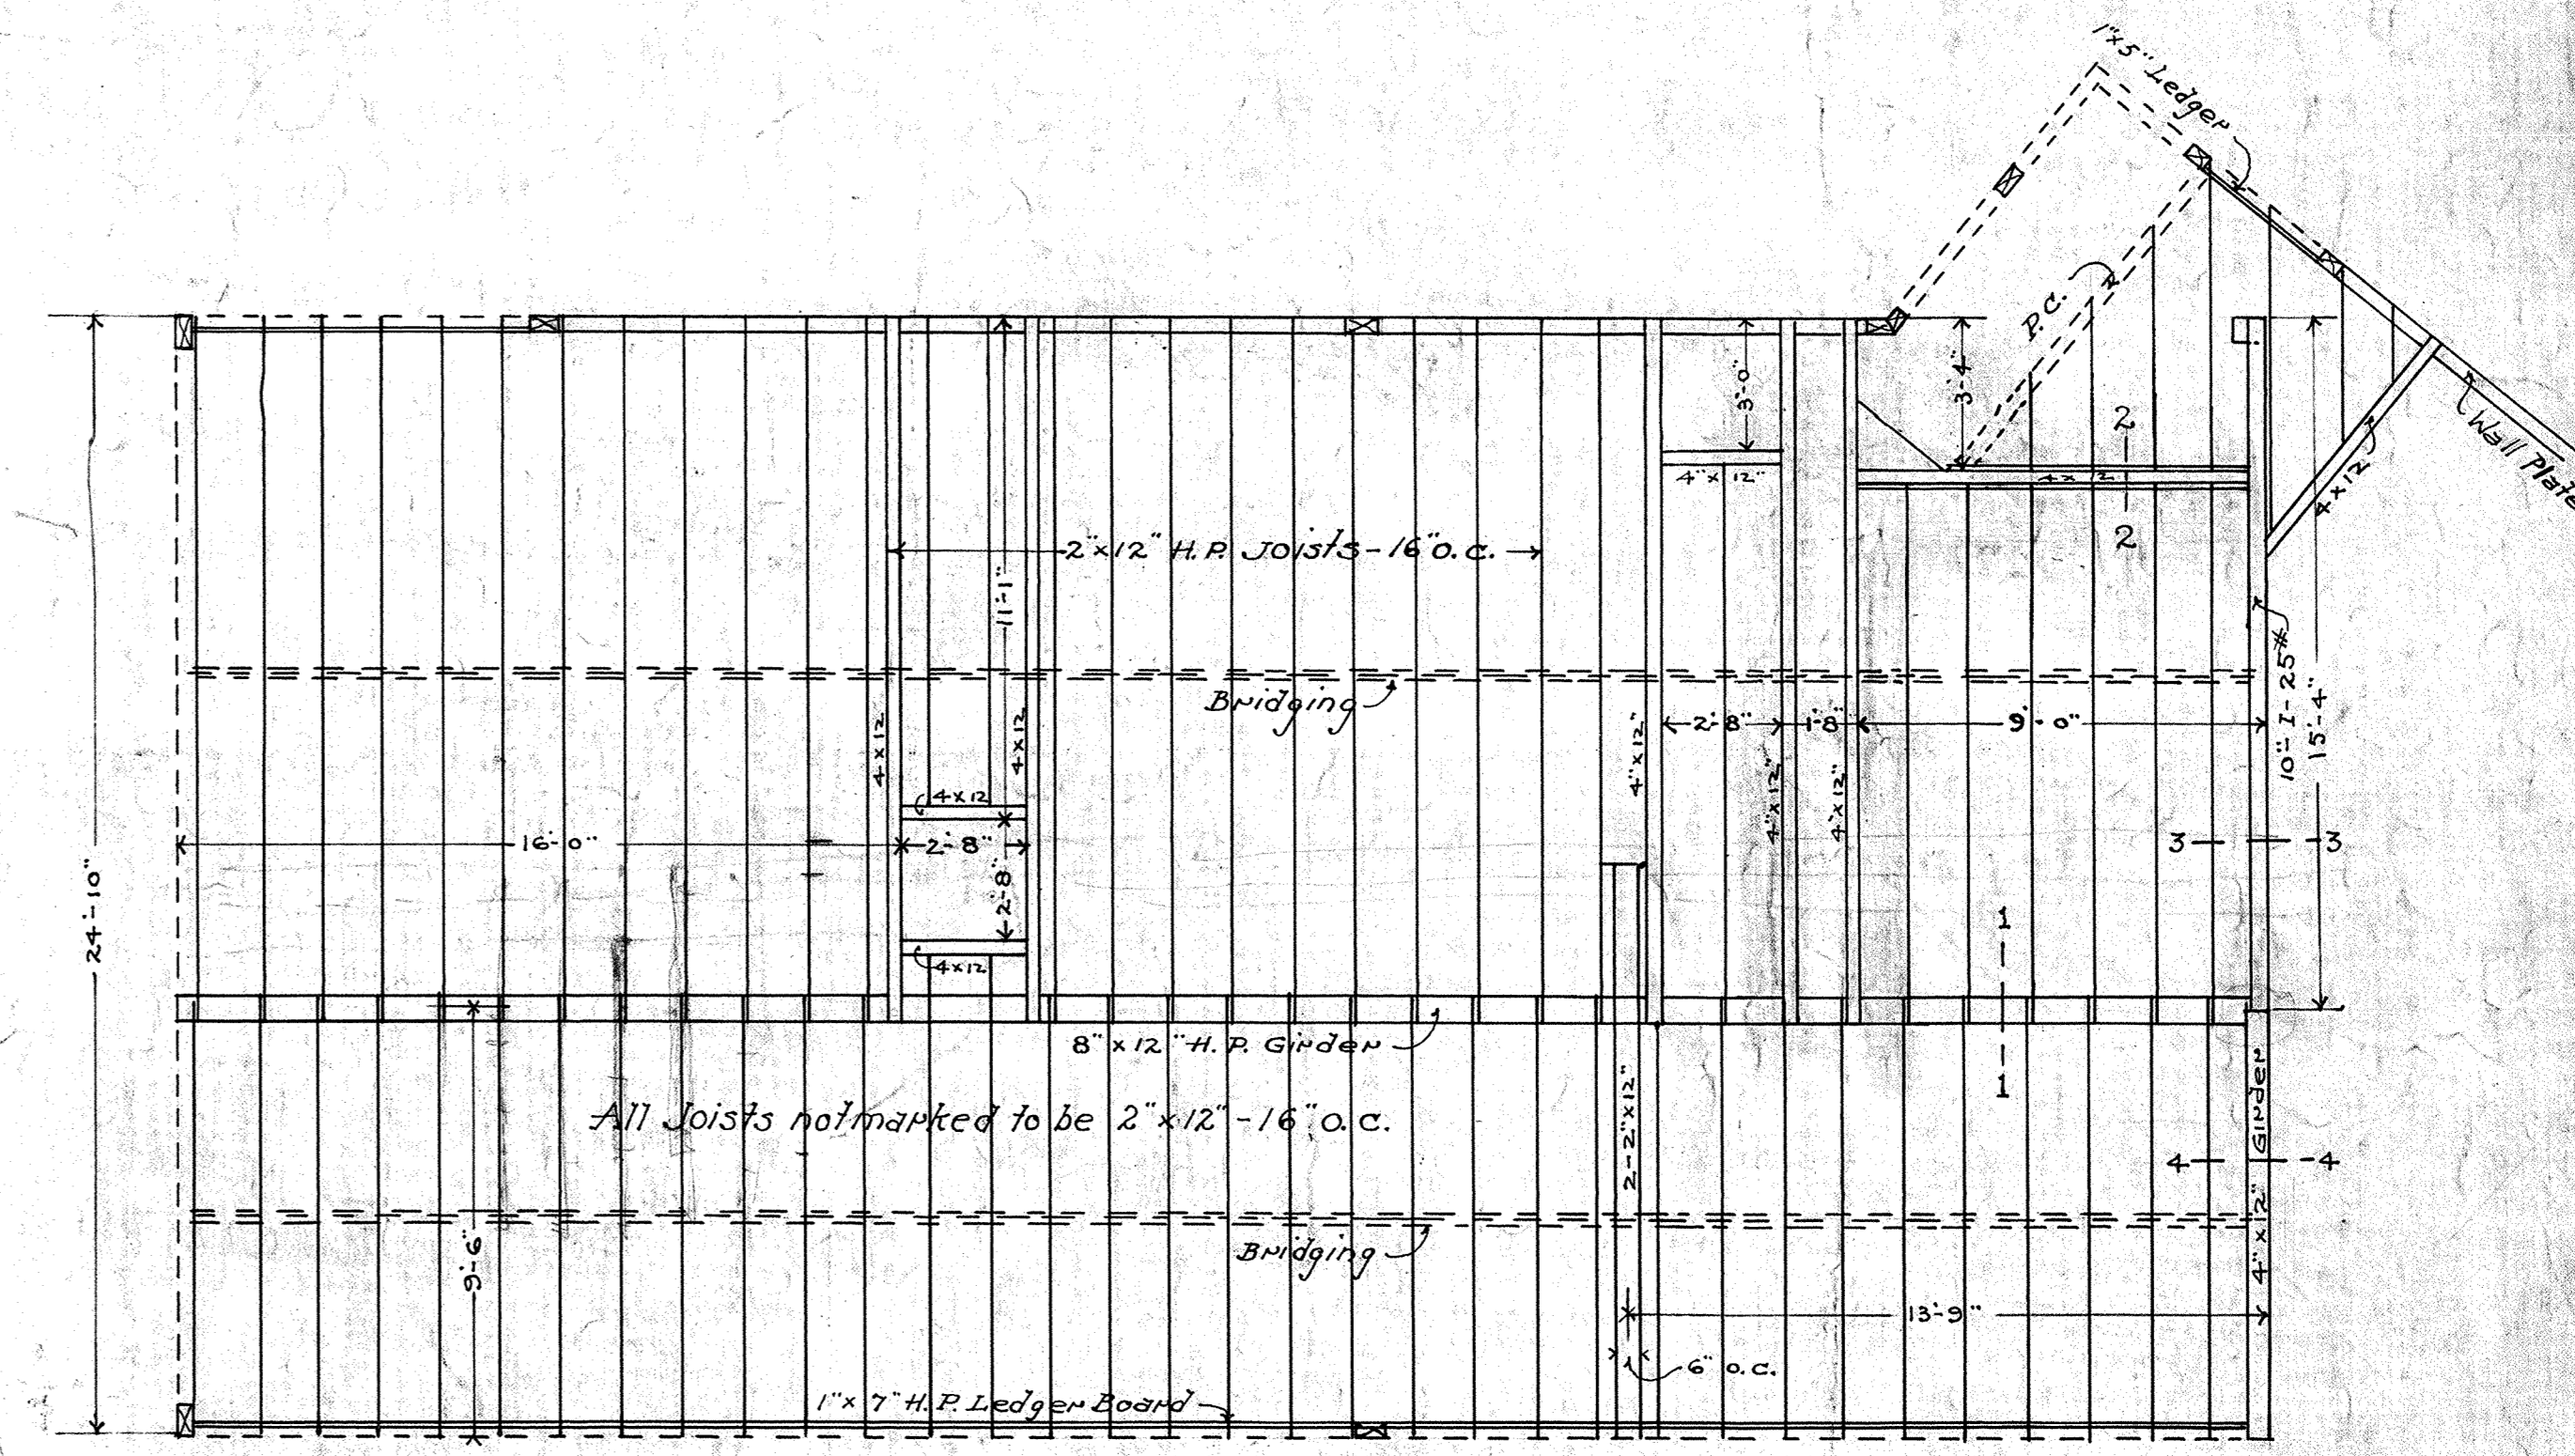 1"x5" Ledger
P.C.
3'-4"
3'-0"
2
4"x12"
4x12
4x12
Wall Plate
2"x12" H.P. Joists-16"o.c.
2
11'-1"
10"-I-25#
15'-4"
Bridging
4x12
4x12
4"x12"
2'-8"
1'-8"
9'-0"
4"x12"
4"x12"
4x12
16'-0"
2'-8"
3
-3
2'-8"
24'-10"
1
4x12
8"x12" H.P. Girder
1
2-2"x12"
All Joists not marked to be 2"x12"-16"o.c.
4
-4
4"x12" Girder
9'-6"
Bridging
13'-9"
6" o.c.
1"x7" H.P. Ledger Board